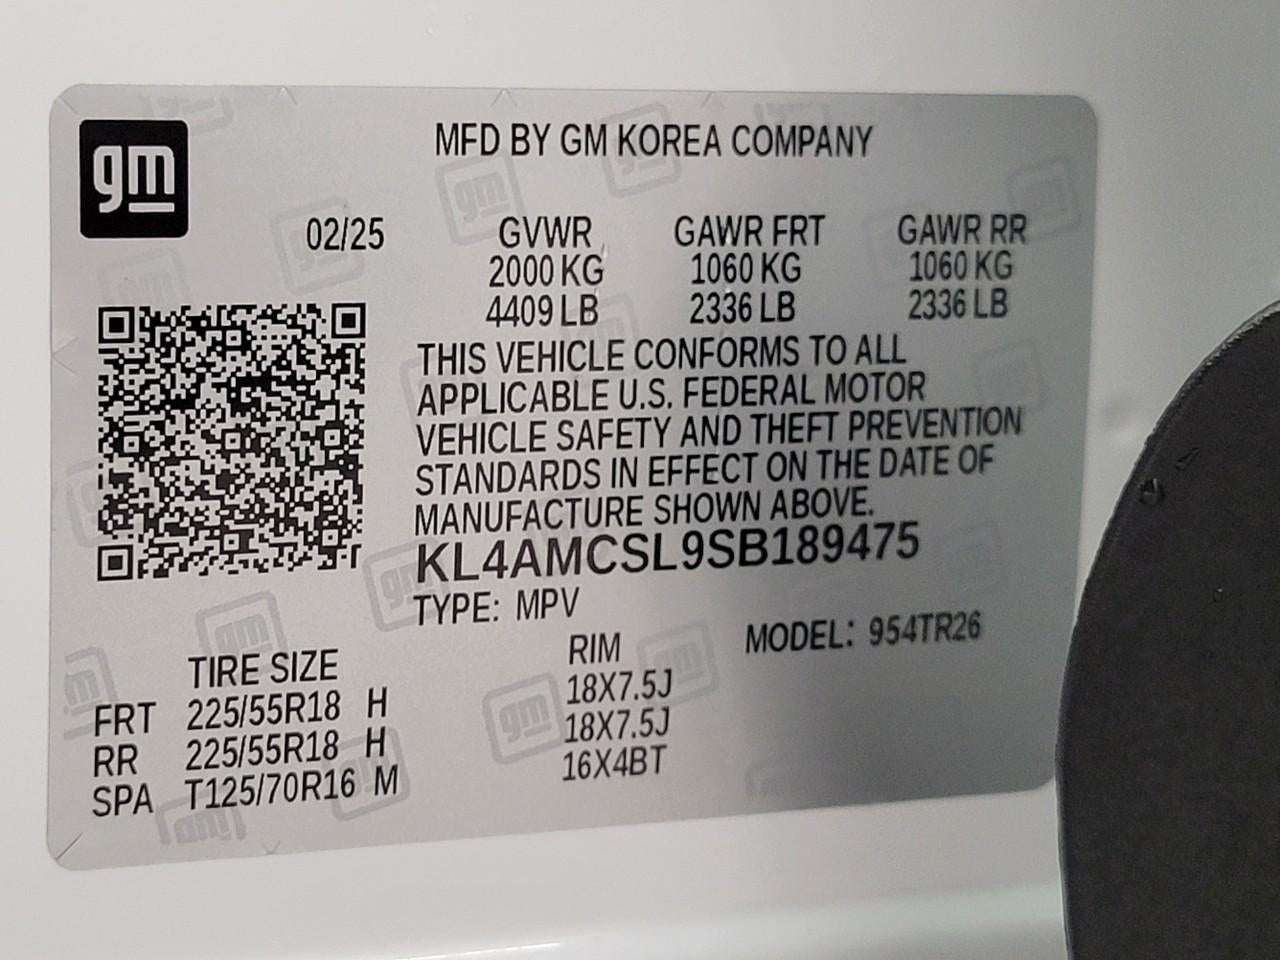 gm
MFD BY GM KOREA COMPANY
02/25 GVWR GAWR FRT GAWR RR
2000 KG 1060 KG 1060 KG
4409 LB 2336 LB 2336 LB
THIS VEHICLE CONFORMS TO ALL
APPLICABLE U.S. FEDERAL MOTOR
VEHICLE SAFETY AND THEFT PREVENTION
STANDARDS IN EFFECT ON THE DATE OF
MANUFACTURE SHOWN ABOVE.
KL4AMCSL9SB189475
TYPE: MPV
MODEL: 954TR26
TIRE SIZE RIM
FRT 225/55R18 H 18X7.5J
RR 225/55R18 H 18X7.5J
SPA T125/70R16 M 16X4BT